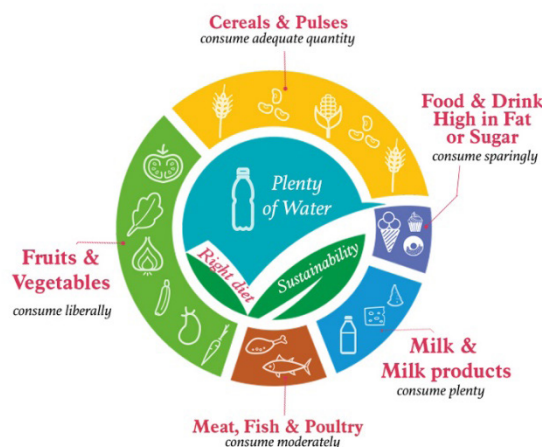 Cereals & Pulses
consume adequate quantity
Food & Drink
High in Fat
or Sugar
consume sparingly
Plenty
of Water
Right diet
Sustainability
Fruits &
Vegetables
consume liberally
Milk &
Milk products
consume plenty
Meat, Fish & Poultry
consume moderately